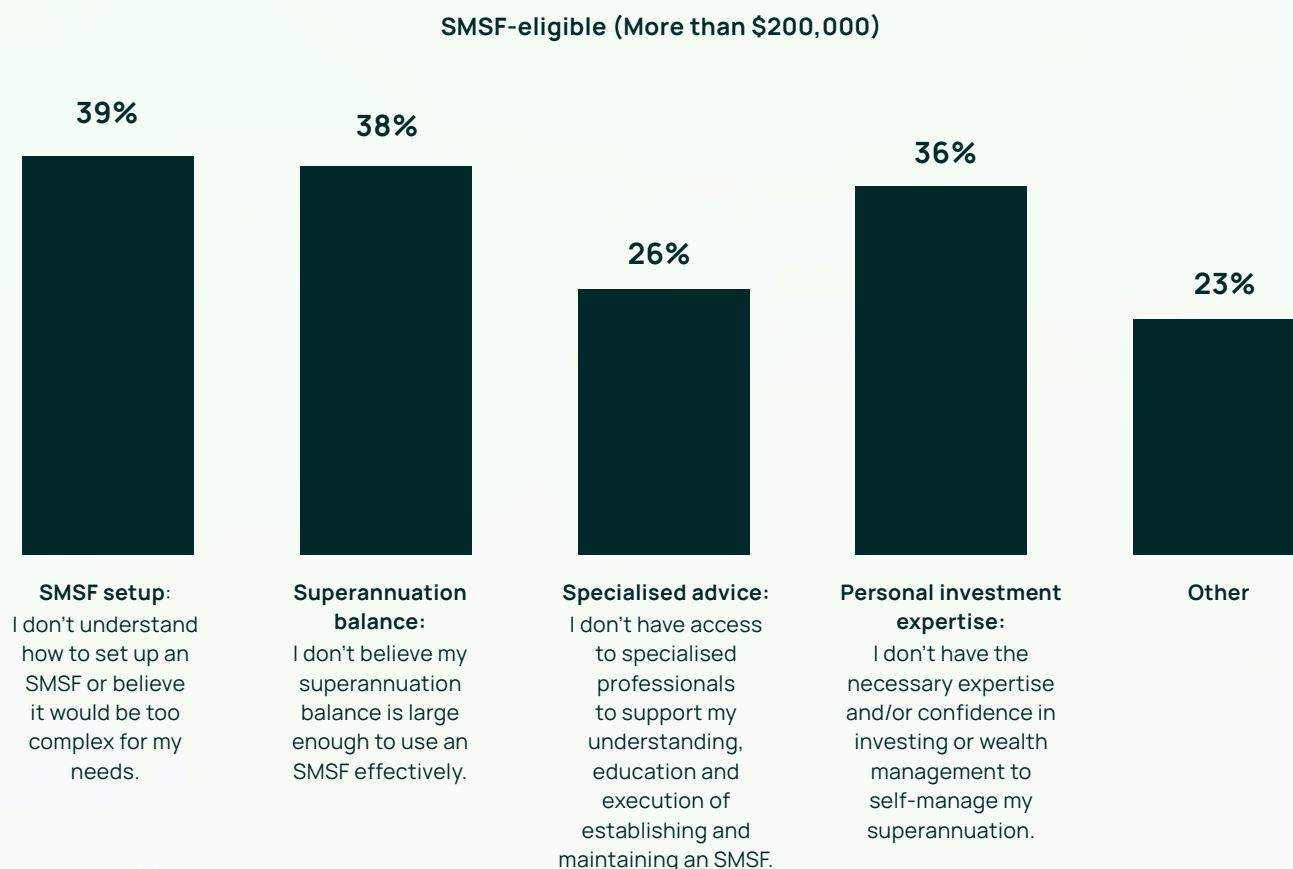 SMSF-eligible (More than $200,000)
39%
38%
26%
36%
23%
SMSF setup:
I don't understand
how to set up an
SMSF or believe
it would be too
complex for my
needs.
Superannuation
balance:
I don't believe my
superannuation
balance is large
enough to use an
SMSF effectively.
Specialised advice:
I don't have access
to specialised
professionals
to support my
understanding,
education and
execution of
establishing and
maintaining an SMSF.
Personal investment
expertise:
I don't have the
necessary expertise
and/or confidence in
investing or wealth
management to
self-manage my
superannuation.
Other